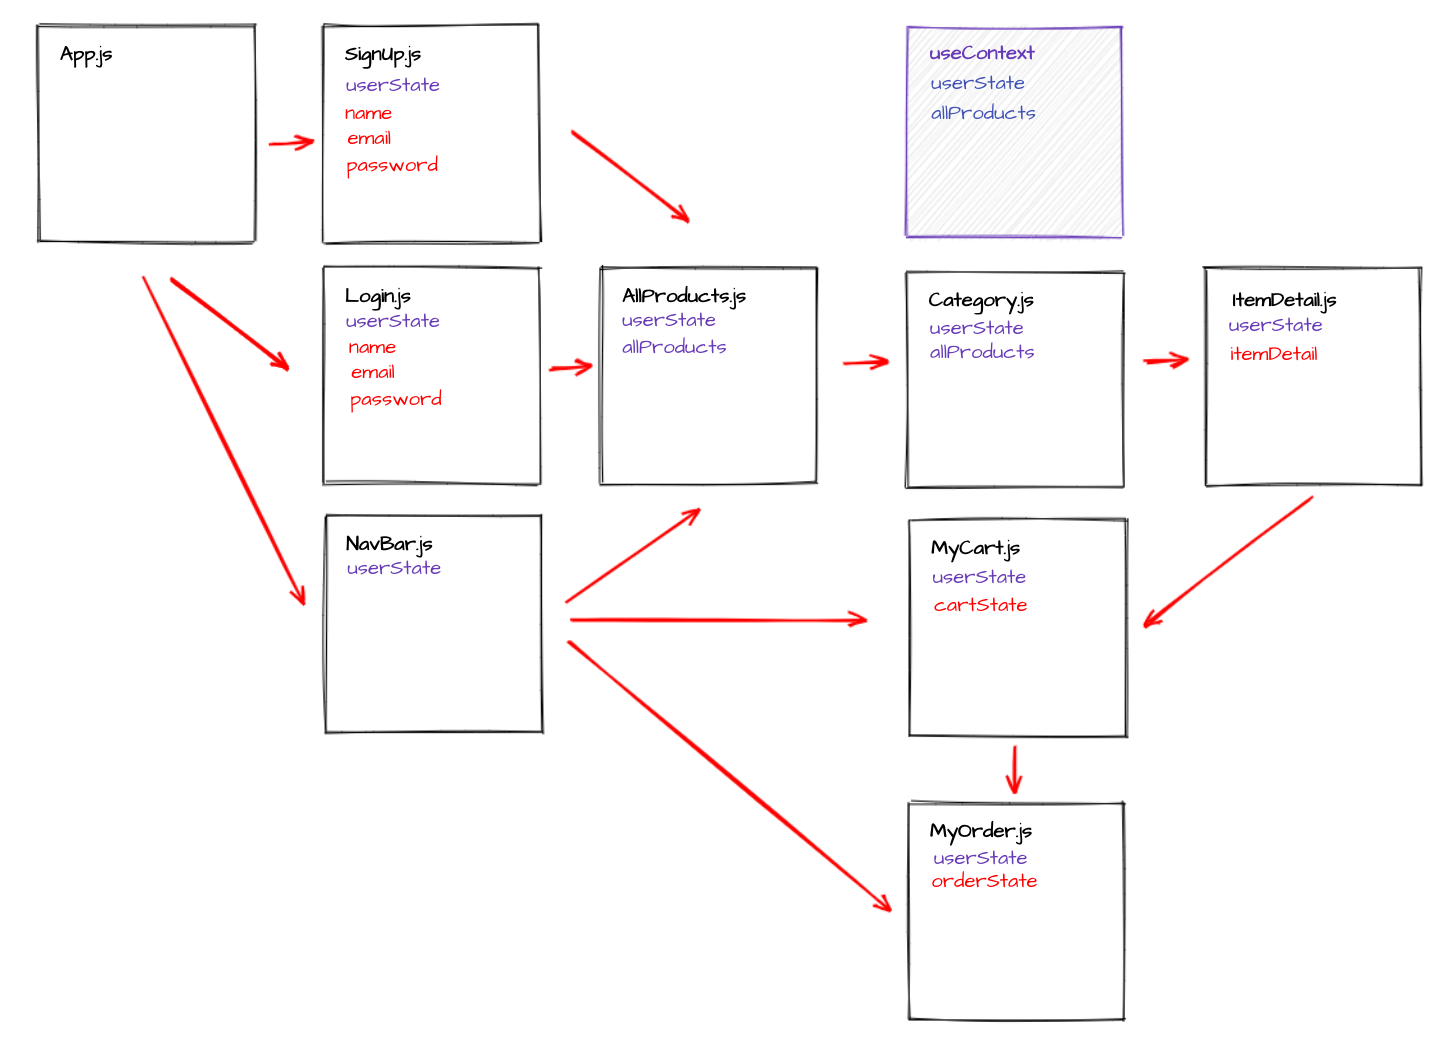 App.js
SignUp.js
userState
name
email
password
useContext
userState
allProducts
Login.js
userState
name
email
password
AllProducts.js
userState
allProducts
Category.js
userState
allProducts
ItemDetail.js
userState
itemDetail
NavBar.js
userState
MyCart.js
userState
cartState
MyOrder.js
userState
orderState